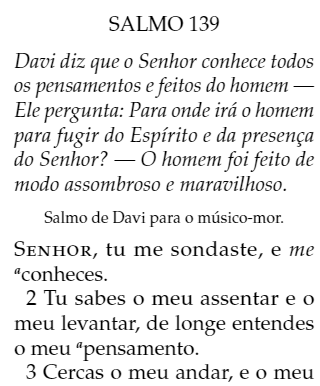 SALMO 139
Davi diz que o Senhor conhece todos
os pensamentos e feitos do homem —
Ele pergunta: Para onde irá o homem
para fugir do Espírito e da presença
do Senhor? — O homem foi feito de
modo assombroso e maravilhoso.
Salmo de Davi para o músico-mor.
SENHOR, tu me sondaste, e me
ᵃconheces.
2 Tu sabes o meu assentar e o
meu levantar, de longe entendes
o meu ᵃpensamento.
3 Cercas o meu andar, e o meu